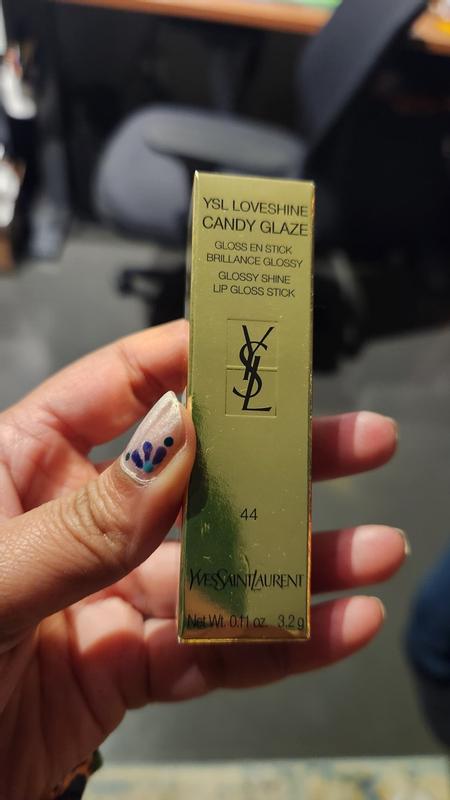 YSL LOVESHINE
CANDY GLAZE
GLOSS EN STICK
BRILLANCE GLOSSY
GLOSSY SHINE
LIP GLOSS STICK
YSL
44
YVESSAINTLAURENT
Net Wt. 0.11 oz. 3.2 g